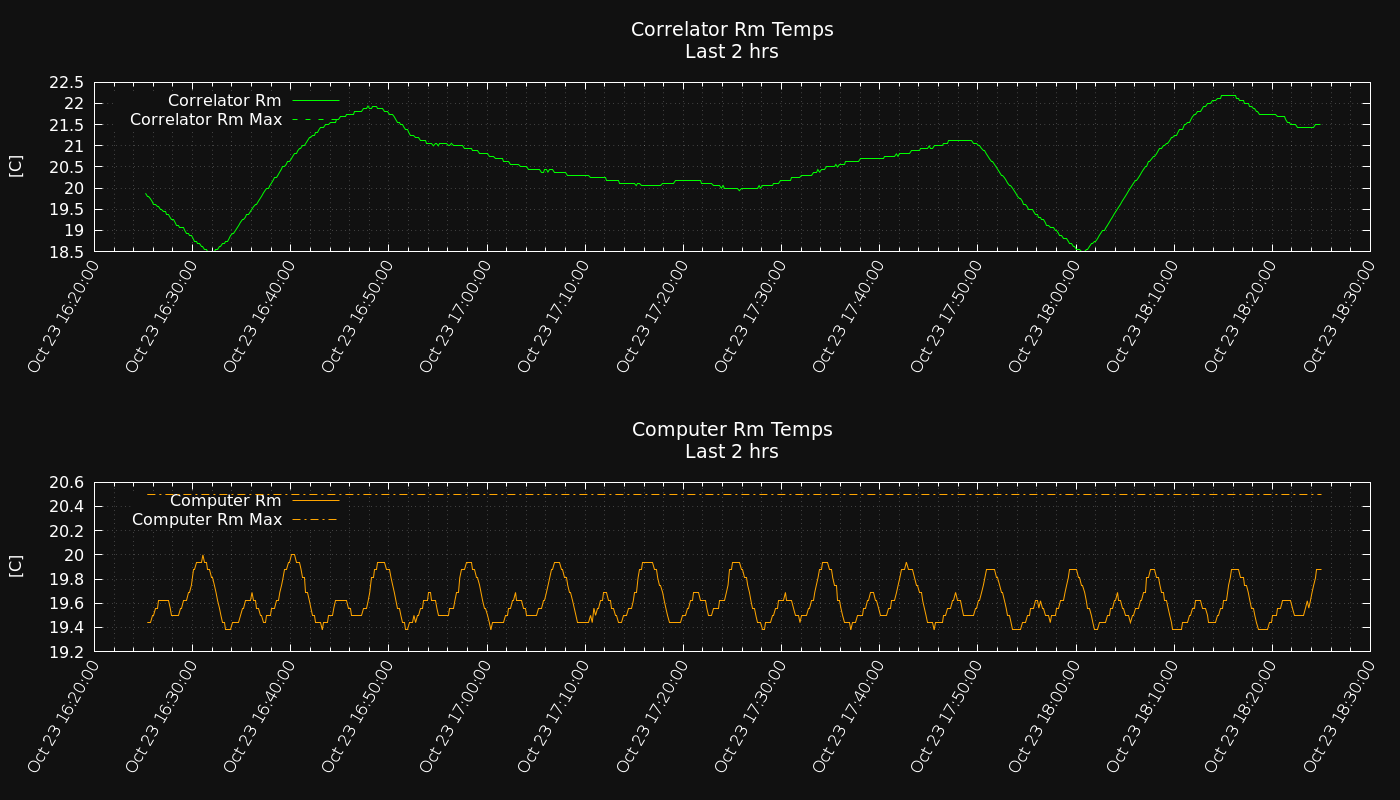 Correlator Rm Temps
Last 2 hrs
22.5
22
21.5
21
20.5
20
19.5
19
18.5
[C]
Correlator Rm
Correlator Rm Max
Oct 23 16:20:00
Oct 23 16:30:00
Oct 23 16:40:00
Oct 23 16:50:00
Oct 23 17:00:00
Oct 23 17:10:00
Oct 23 17:20:00
Oct 23 17:30:00
Oct 23 17:40:00
Oct 23 17:50:00
Oct 23 18:00:00
Oct 23 18:10:00
Oct 23 18:20:00
Oct 23 18:30:00
Computer Rm Temps
Last 2 hrs
20.6
20.4
20.2
20
19.8
19.6
19.4
19.2
[C]
Computer Rm
Computer Rm Max
Oct 23 16:20:00
Oct 23 16:30:00
Oct 23 16:40:00
Oct 23 16:50:00
Oct 23 17:00:00
Oct 23 17:10:00
Oct 23 17:20:00
Oct 23 17:30:00
Oct 23 17:40:00
Oct 23 17:50:00
Oct 23 18:00:00
Oct 23 18:10:00
Oct 23 18:20:00
Oct 23 18:30:00